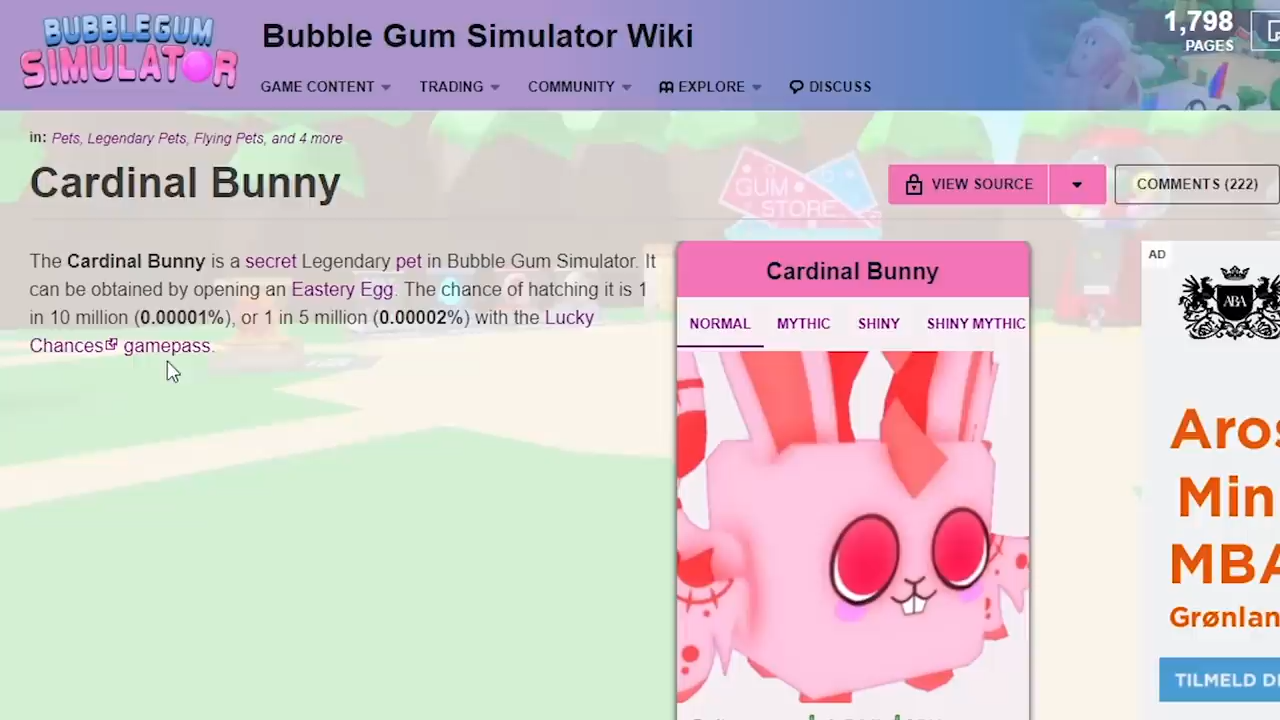 BUBBLEGUM
SIMULATOR
Bubble Gum Simulator Wiki
1,798
PAGES
GAME CONTENT
TRADING
COMMUNITY
EXPLORE
DISCUSS
in: Pets, Legendary Pets, Flying Pets, and 4 more
Cardinal Bunny
GUM
STORE
VIEW SOURCE
COMMENTS (222)
The Cardinal Bunny is a secret Legendary pet in Bubble Gum Simulator. It
can be obtained by opening an Eastery Egg. The chance of hatching it is 1
in 10 million (0.00001%), or 1 in 5 million (0.00002%) with the Lucky
Chances gamepass.
Cardinal Bunny
NORMAL
MYTHIC
SHINY
SHINY MYTHIC
AD
ABA
Aros
Min
MBA
Grønlan
TILMELD D